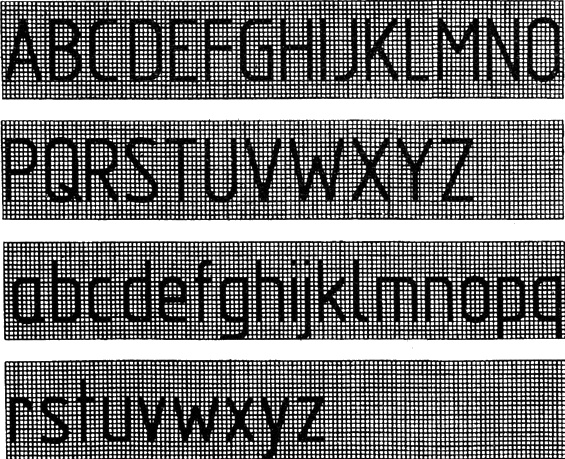 ABCDEFGHIJKLMNO
PQRSTUVWXYZ
abcdefghijklmnopq
rstuvwxyz